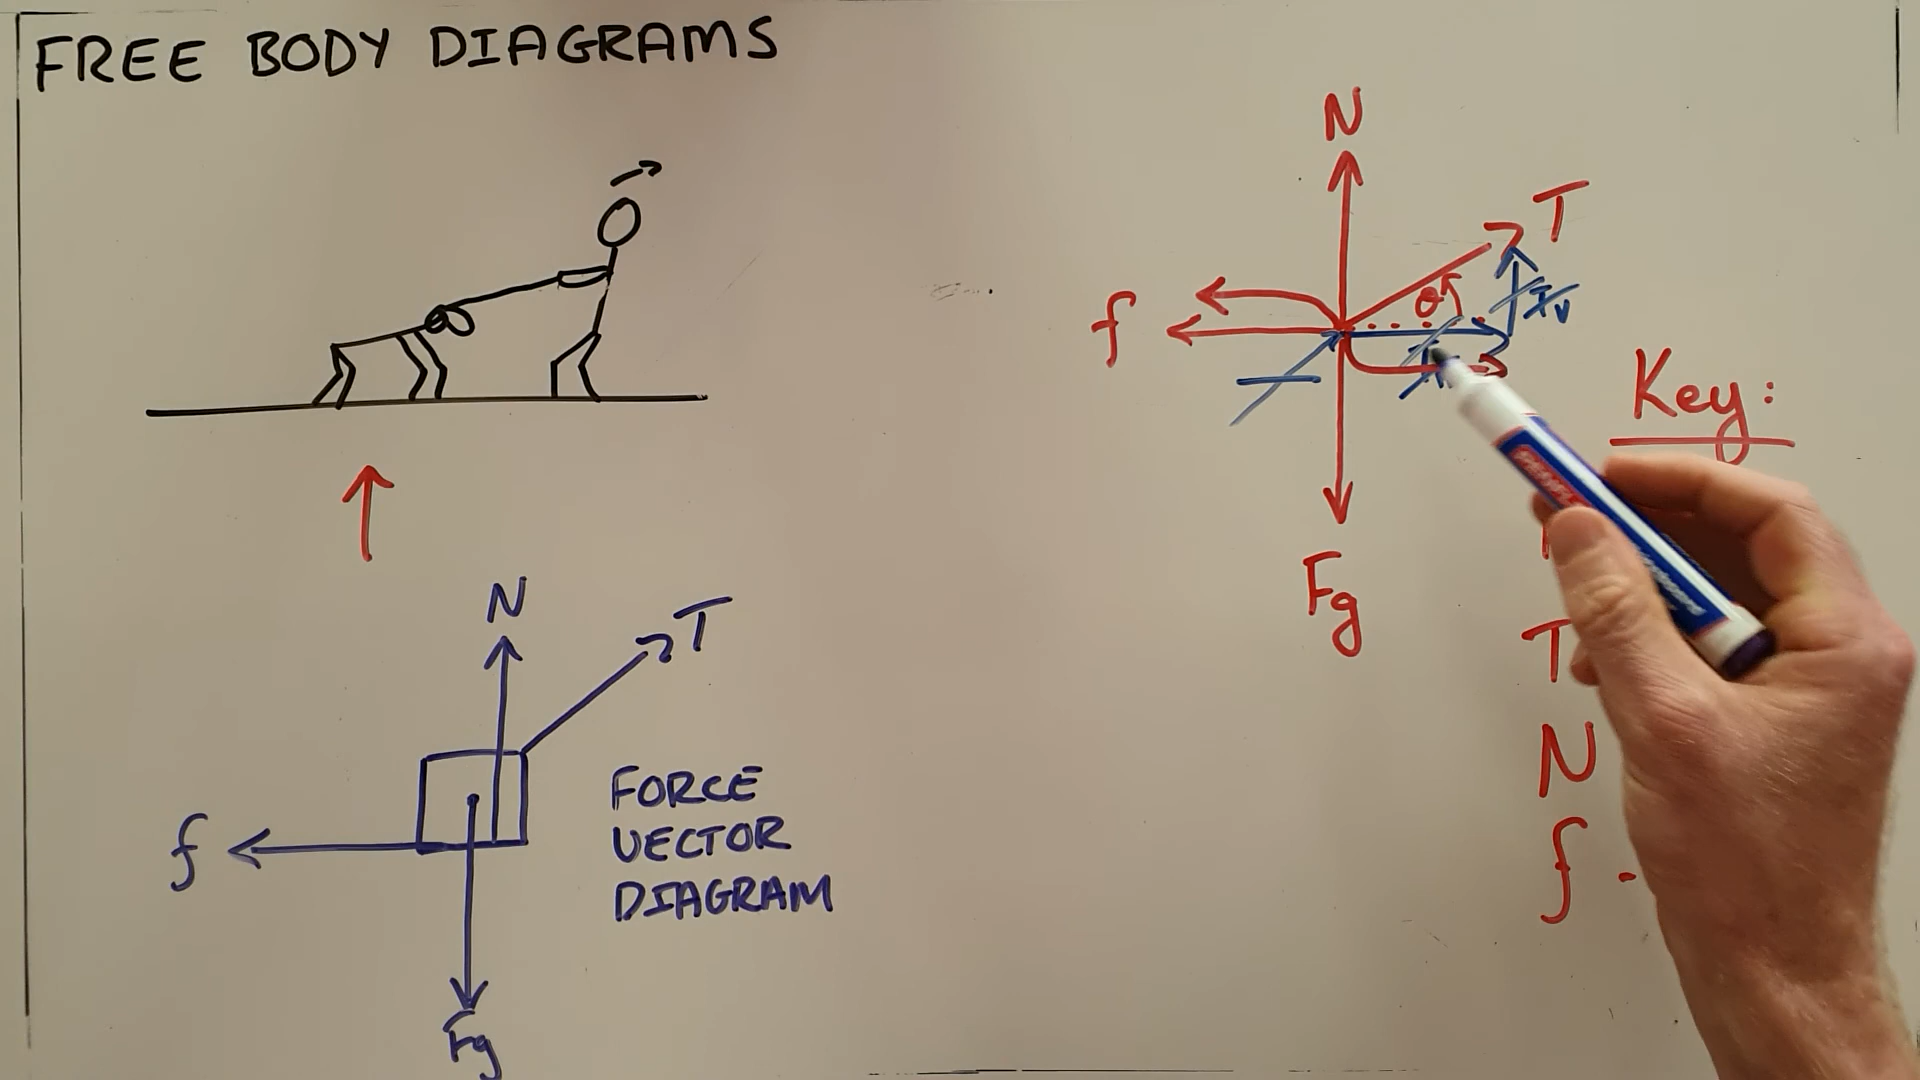 FREE BODY DIAGRAMS
N
T
θ
f
Fg
Key:
T
N
f -
N
T
f
Fg
FORCE
VECTOR
DIAGRAM